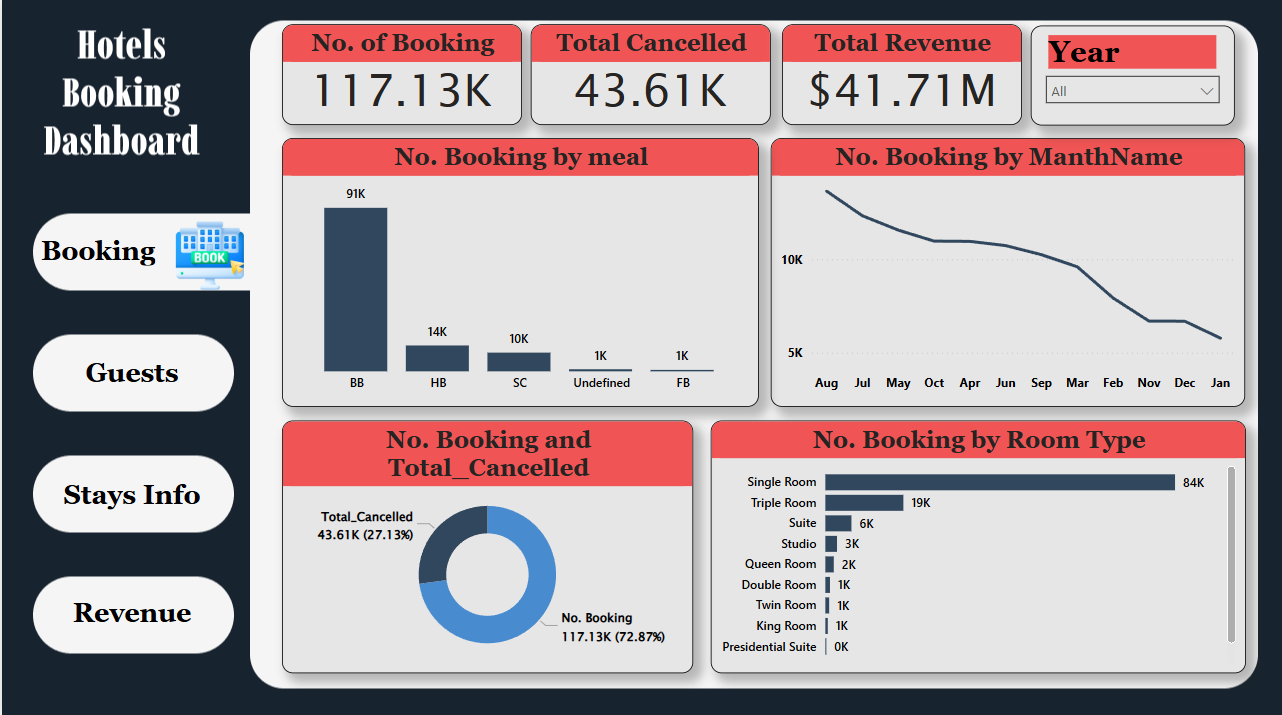 Hotels
Booking
Dashboard
Booking
BOOK
Guests
Stays Info
Revenue
No. of Booking
117.13K
Total Cancelled
43.61K
Total Revenue
$41.71M
Year
All
No. Booking by meal
91K
14K
10K
1K
1K
BB
HB
SC
Undefined
FB
No. Booking by ManthName
10K
5K
Aug
Jul
May
Oct
Apr
Jun
Sep
Mar
Feb
Nov
Dec
Jan
No. Booking and
Total_Cancelled
Total_Cancelled
43.61K (27.13%)
No. Booking
117.13K (72.87%)
No. Booking by Room Type
Single Room 84K
Triple Room 19K
Suite 6K
Studio 3K
Queen Room 2K
Double Room 1K
Twin Room 1K
King Room 1K
Presidential Suite 0K